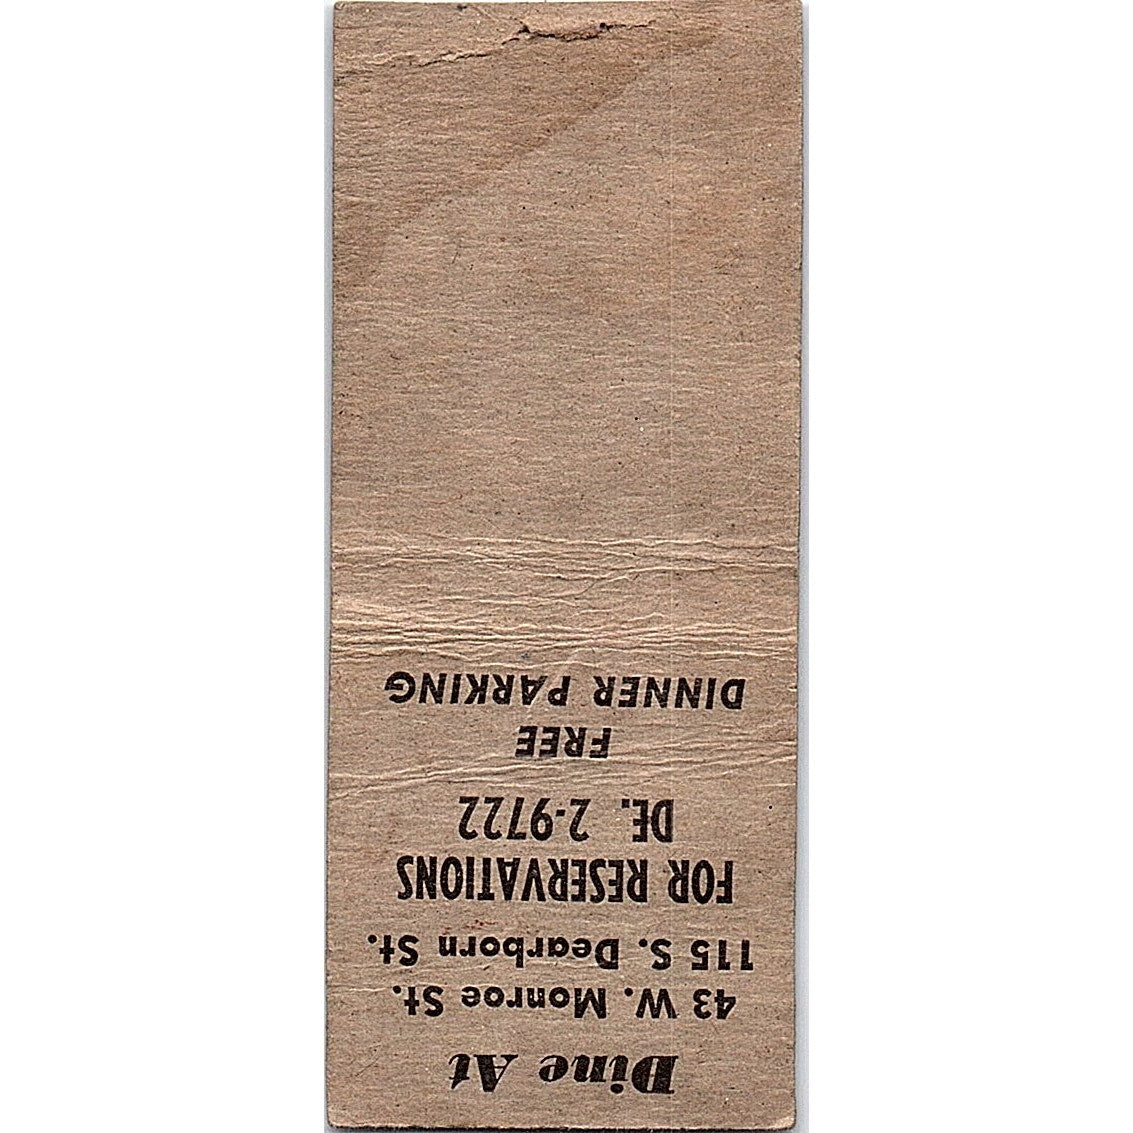 Dine At
43 W. Monroe St.
115 S. Dearborn St.
FOR RESERVATIONS
DE. 2-9722
FREE
DINNER PARKING